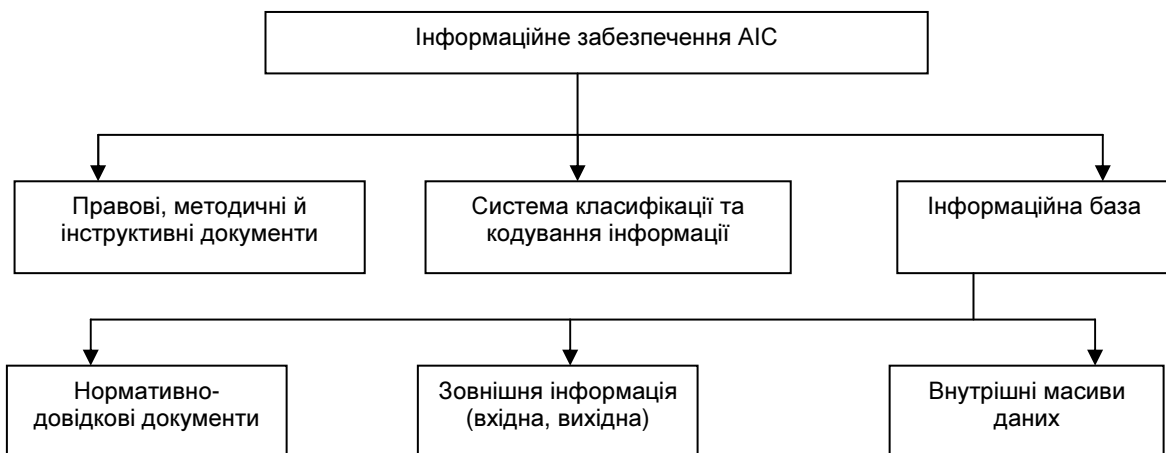 Інформаційне забезпечення АІС
Правові, методичні й
інструктивні документи
Система класифікації та
кодування інформації
Інформаційна база
Нормативно-
довідкові документи
Зовнішня інформація
(вхідна, вихідна)
Внутрішні масиви
даних